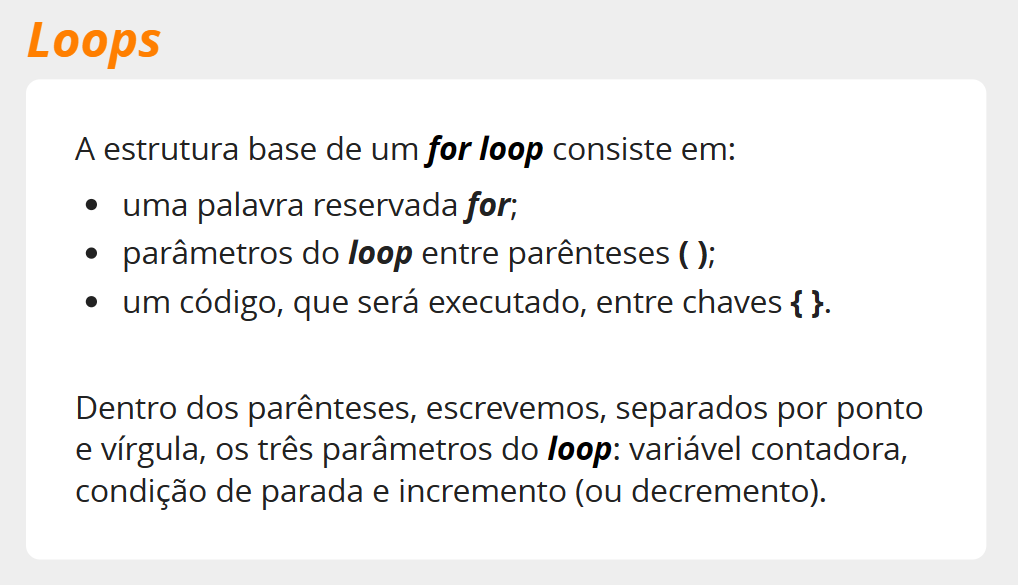 Loops
A estrutura base de um for loop consiste em:
• uma palavra reservada for;
• parâmetros do loop entre parênteses ( );
• um código, que será executado, entre chaves { }.
Dentro dos parênteses, escrevemos, separados por ponto
e vírgula, os três parâmetros do loop: variável contadora,
condição de parada e incremento (ou decremento).